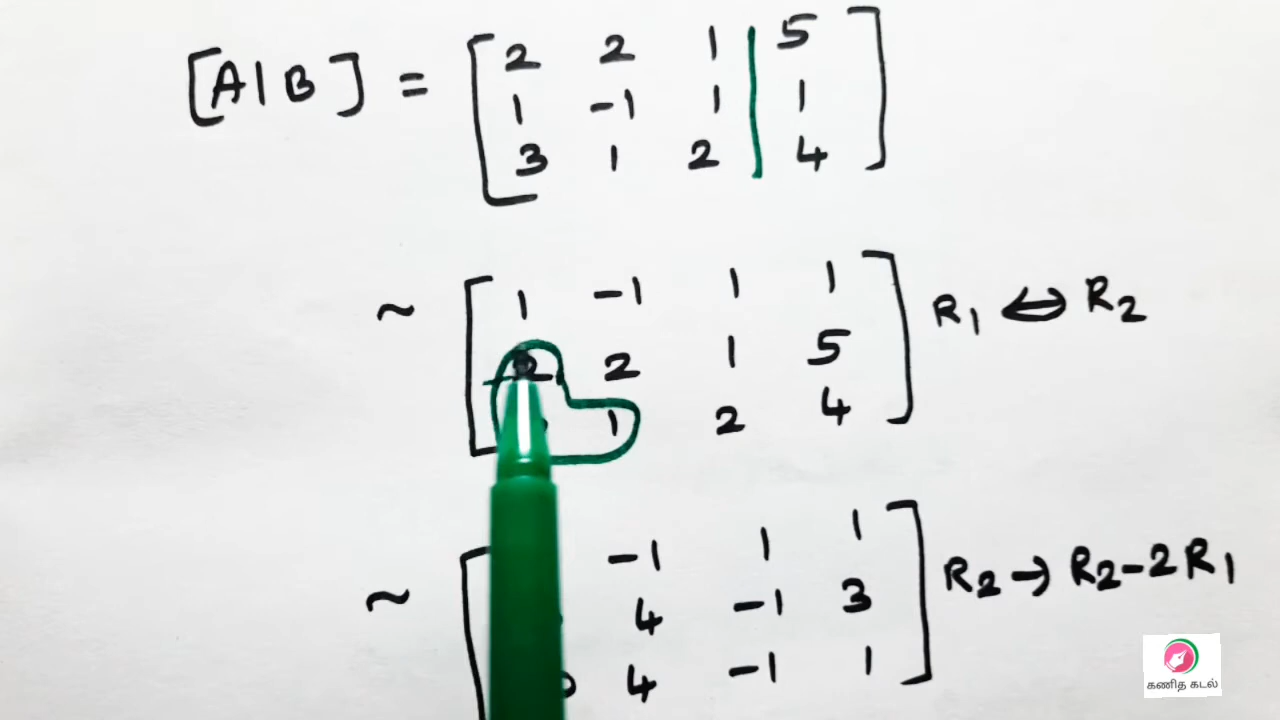 [A|B] = [ 2 2 1 | 5
1 -1 1 | 1
3 1 2 | 4 ]
~ [ 1 -1 1 1
2 2 1 5 ] R1 ⇔ R2
1 2 4
~ [ -1 1 1
4 -1 3 ] R2 → R2-2R1
4 -1 1
கணித கடல்